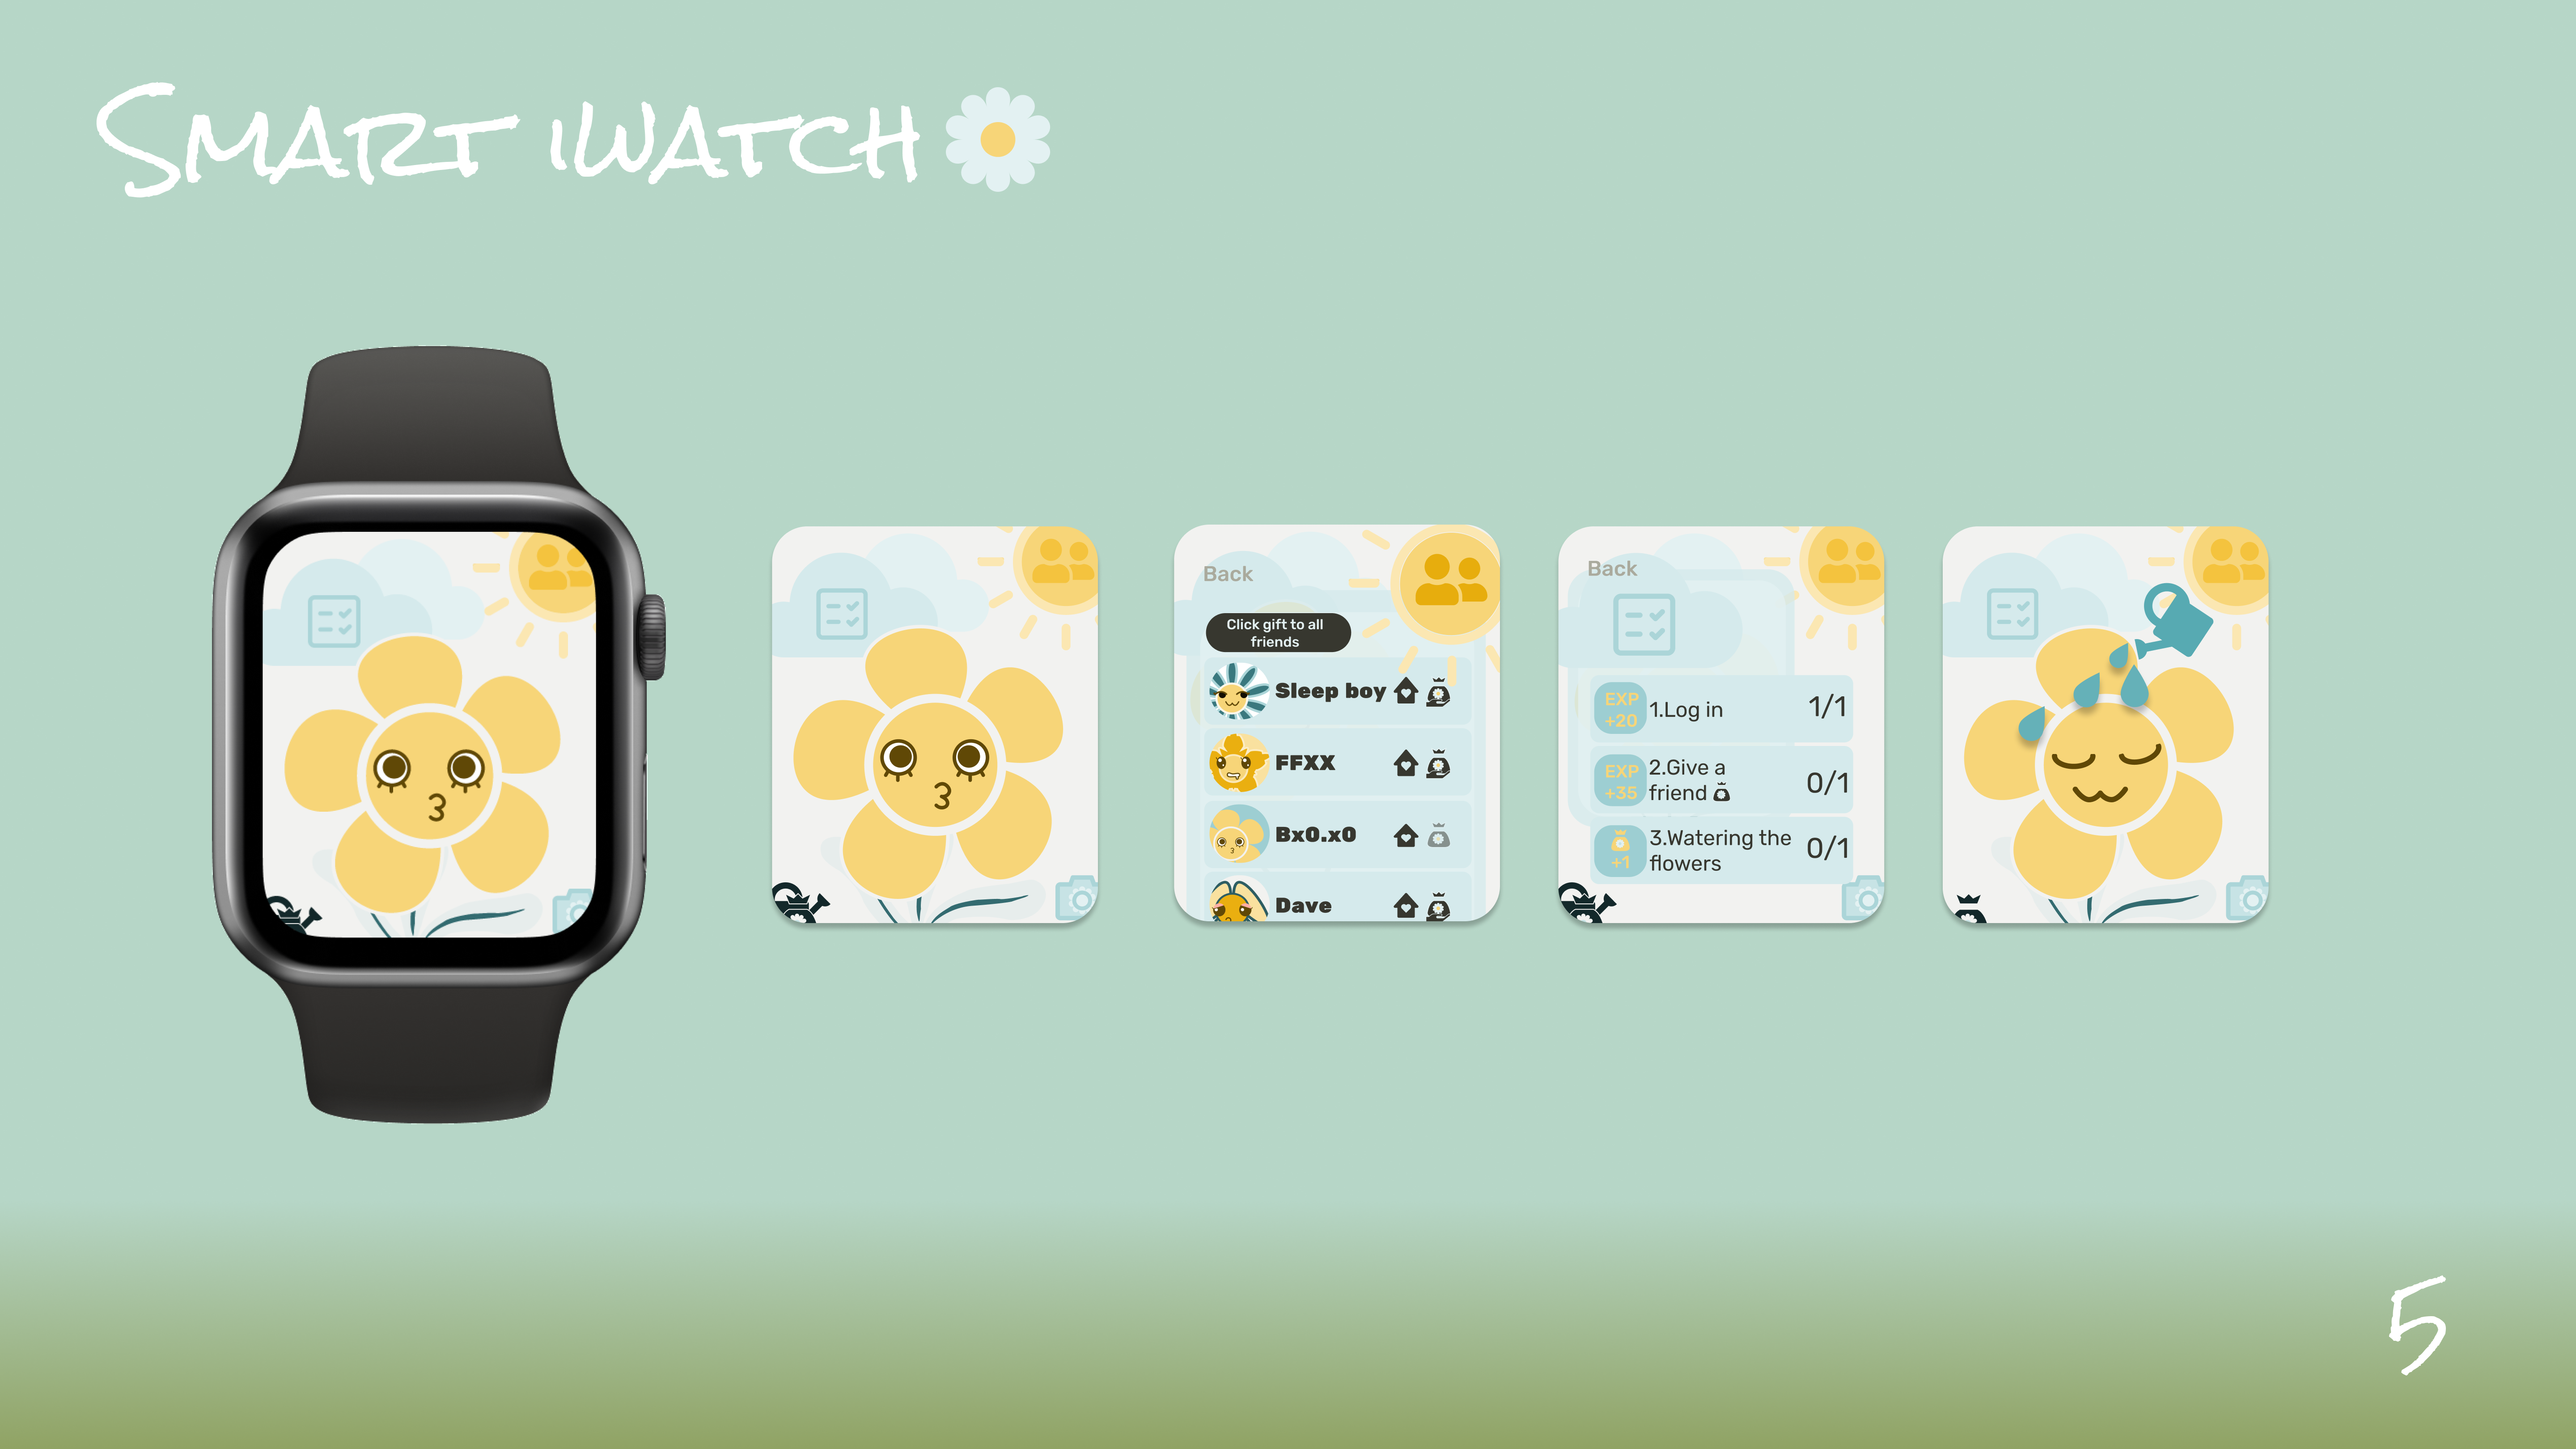 Smart iWatch
Back
Click gift to all
friends
Sleep boy
FFXX
Bx0.x0
Dave
Back
EXP
+20
1.Log in
1/1
EXP
+35
2.Give a
friend
0/1
+1
3.Watering the
flowers
0/1
5